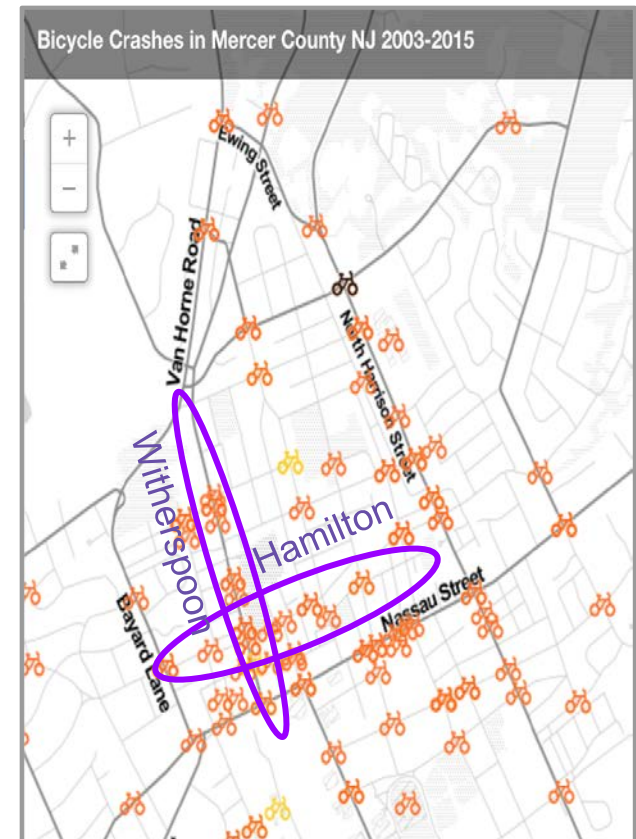 Bicycle Crashes in Mercer County NJ 2003-2015
+
−
Ewing Street
Van Horne Road
North Harrison Street
Witherspoon
Hamilton
Nassau Street
Bayard Lane